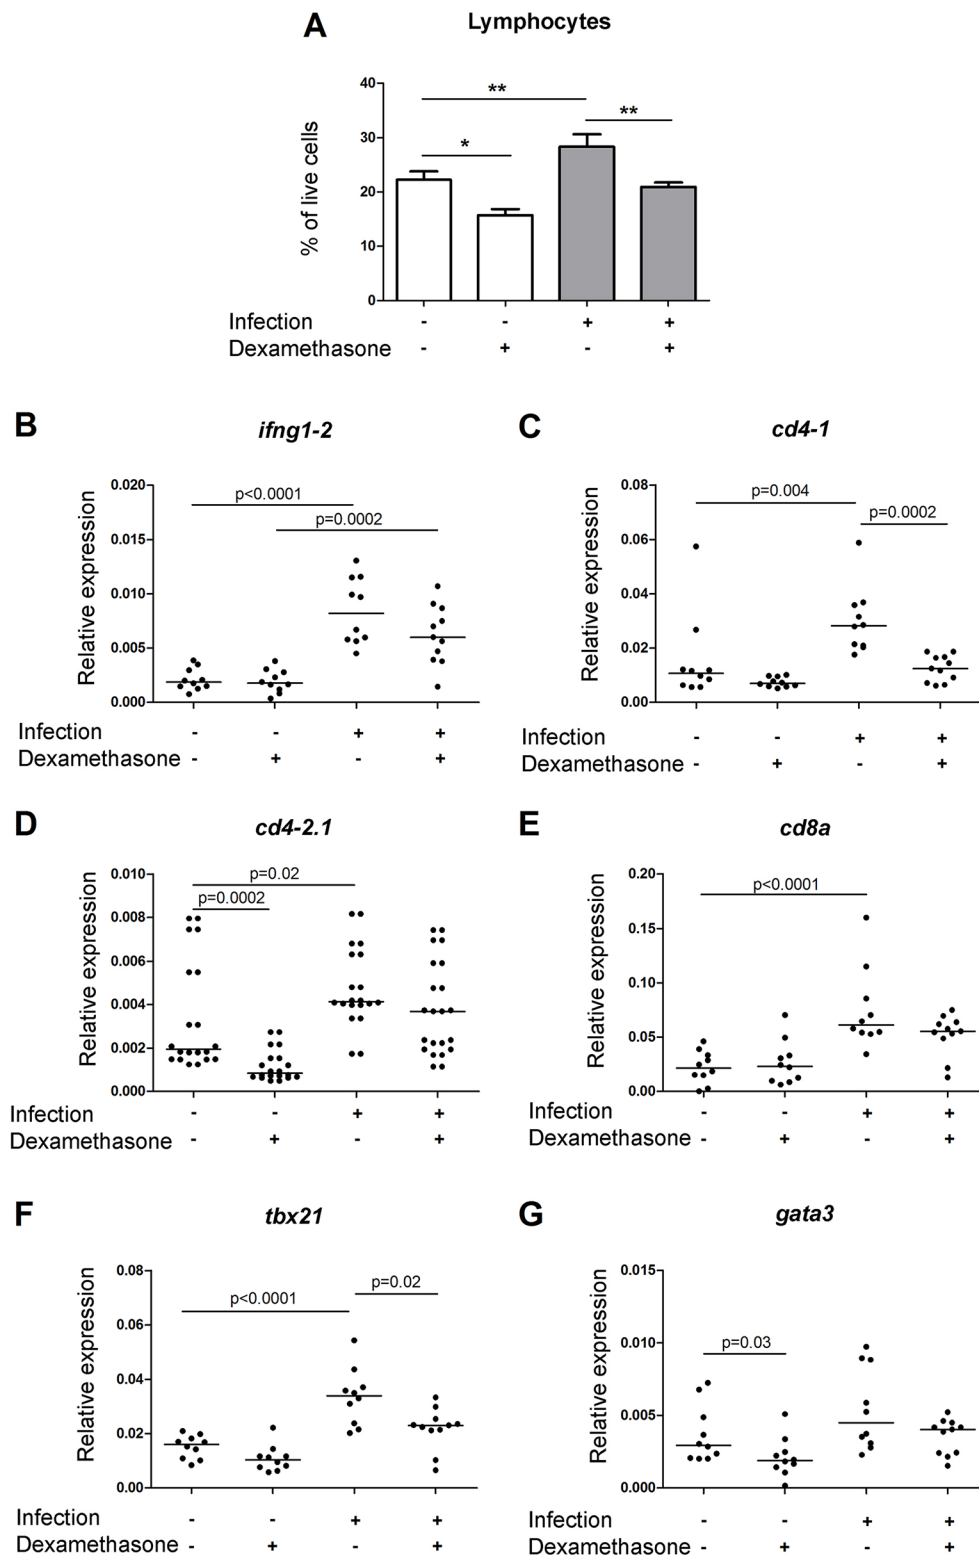 A
Lymphocytes
% of live cells
40
30
20
10
0
**
**
*
Infection - - + +
Dexamethasone - + - +
B
ifng1-2
Relative expression
0.020
0.015
0.010
0.005
0.000
p<0.0001
p=0.0002
Infection - - + +
Dexamethasone - + - +
C
cd4-1
Relative expression
0.08
0.06
0.04
0.02
0.00
p=0.004
p=0.0002
Infection - - + +
Dexamethasone - + - +
D
cd4-2.1
Relative expression
0.010
0.008
0.006
0.004
0.002
0.000
p=0.02
p=0.0002
Infection - - + +
Dexamethasone - + - +
E
cd8a
Relative expression
0.20
0.15
0.10
0.05
0.00
p<0.0001
Infection - - + +
Dexamethasone - + - +
F
tbx21
Relative expression
0.08
0.06
0.04
0.02
0.00
p<0.0001
p=0.02
Infection - - + +
Dexamethasone - + - +
G
gata3
Relative expression
0.015
0.010
0.005
0.000
p=0.03
Infection - - + +
Dexamethasone - + - +